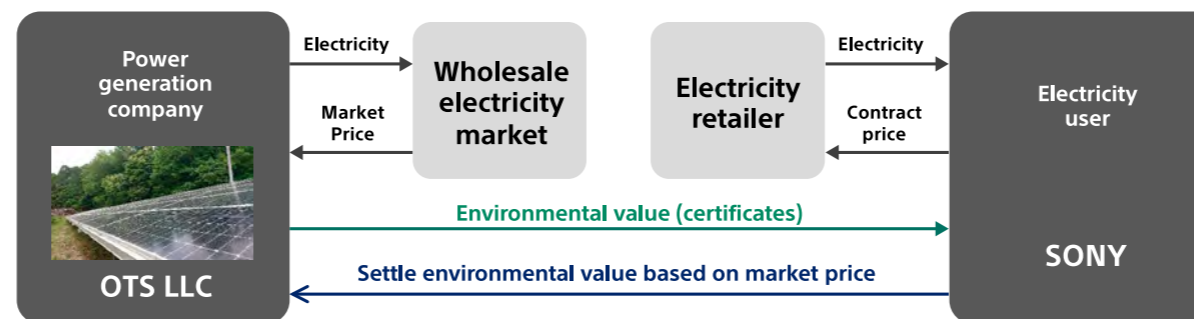 Power
generation
company
OTS LLC
Electricity
Market
Price
Wholesale
electricity
market
Electricity
retailer
Electricity
Contract
price
Electricity
user
SONY
Environmental value (certificates)
Settle environmental value based on market price